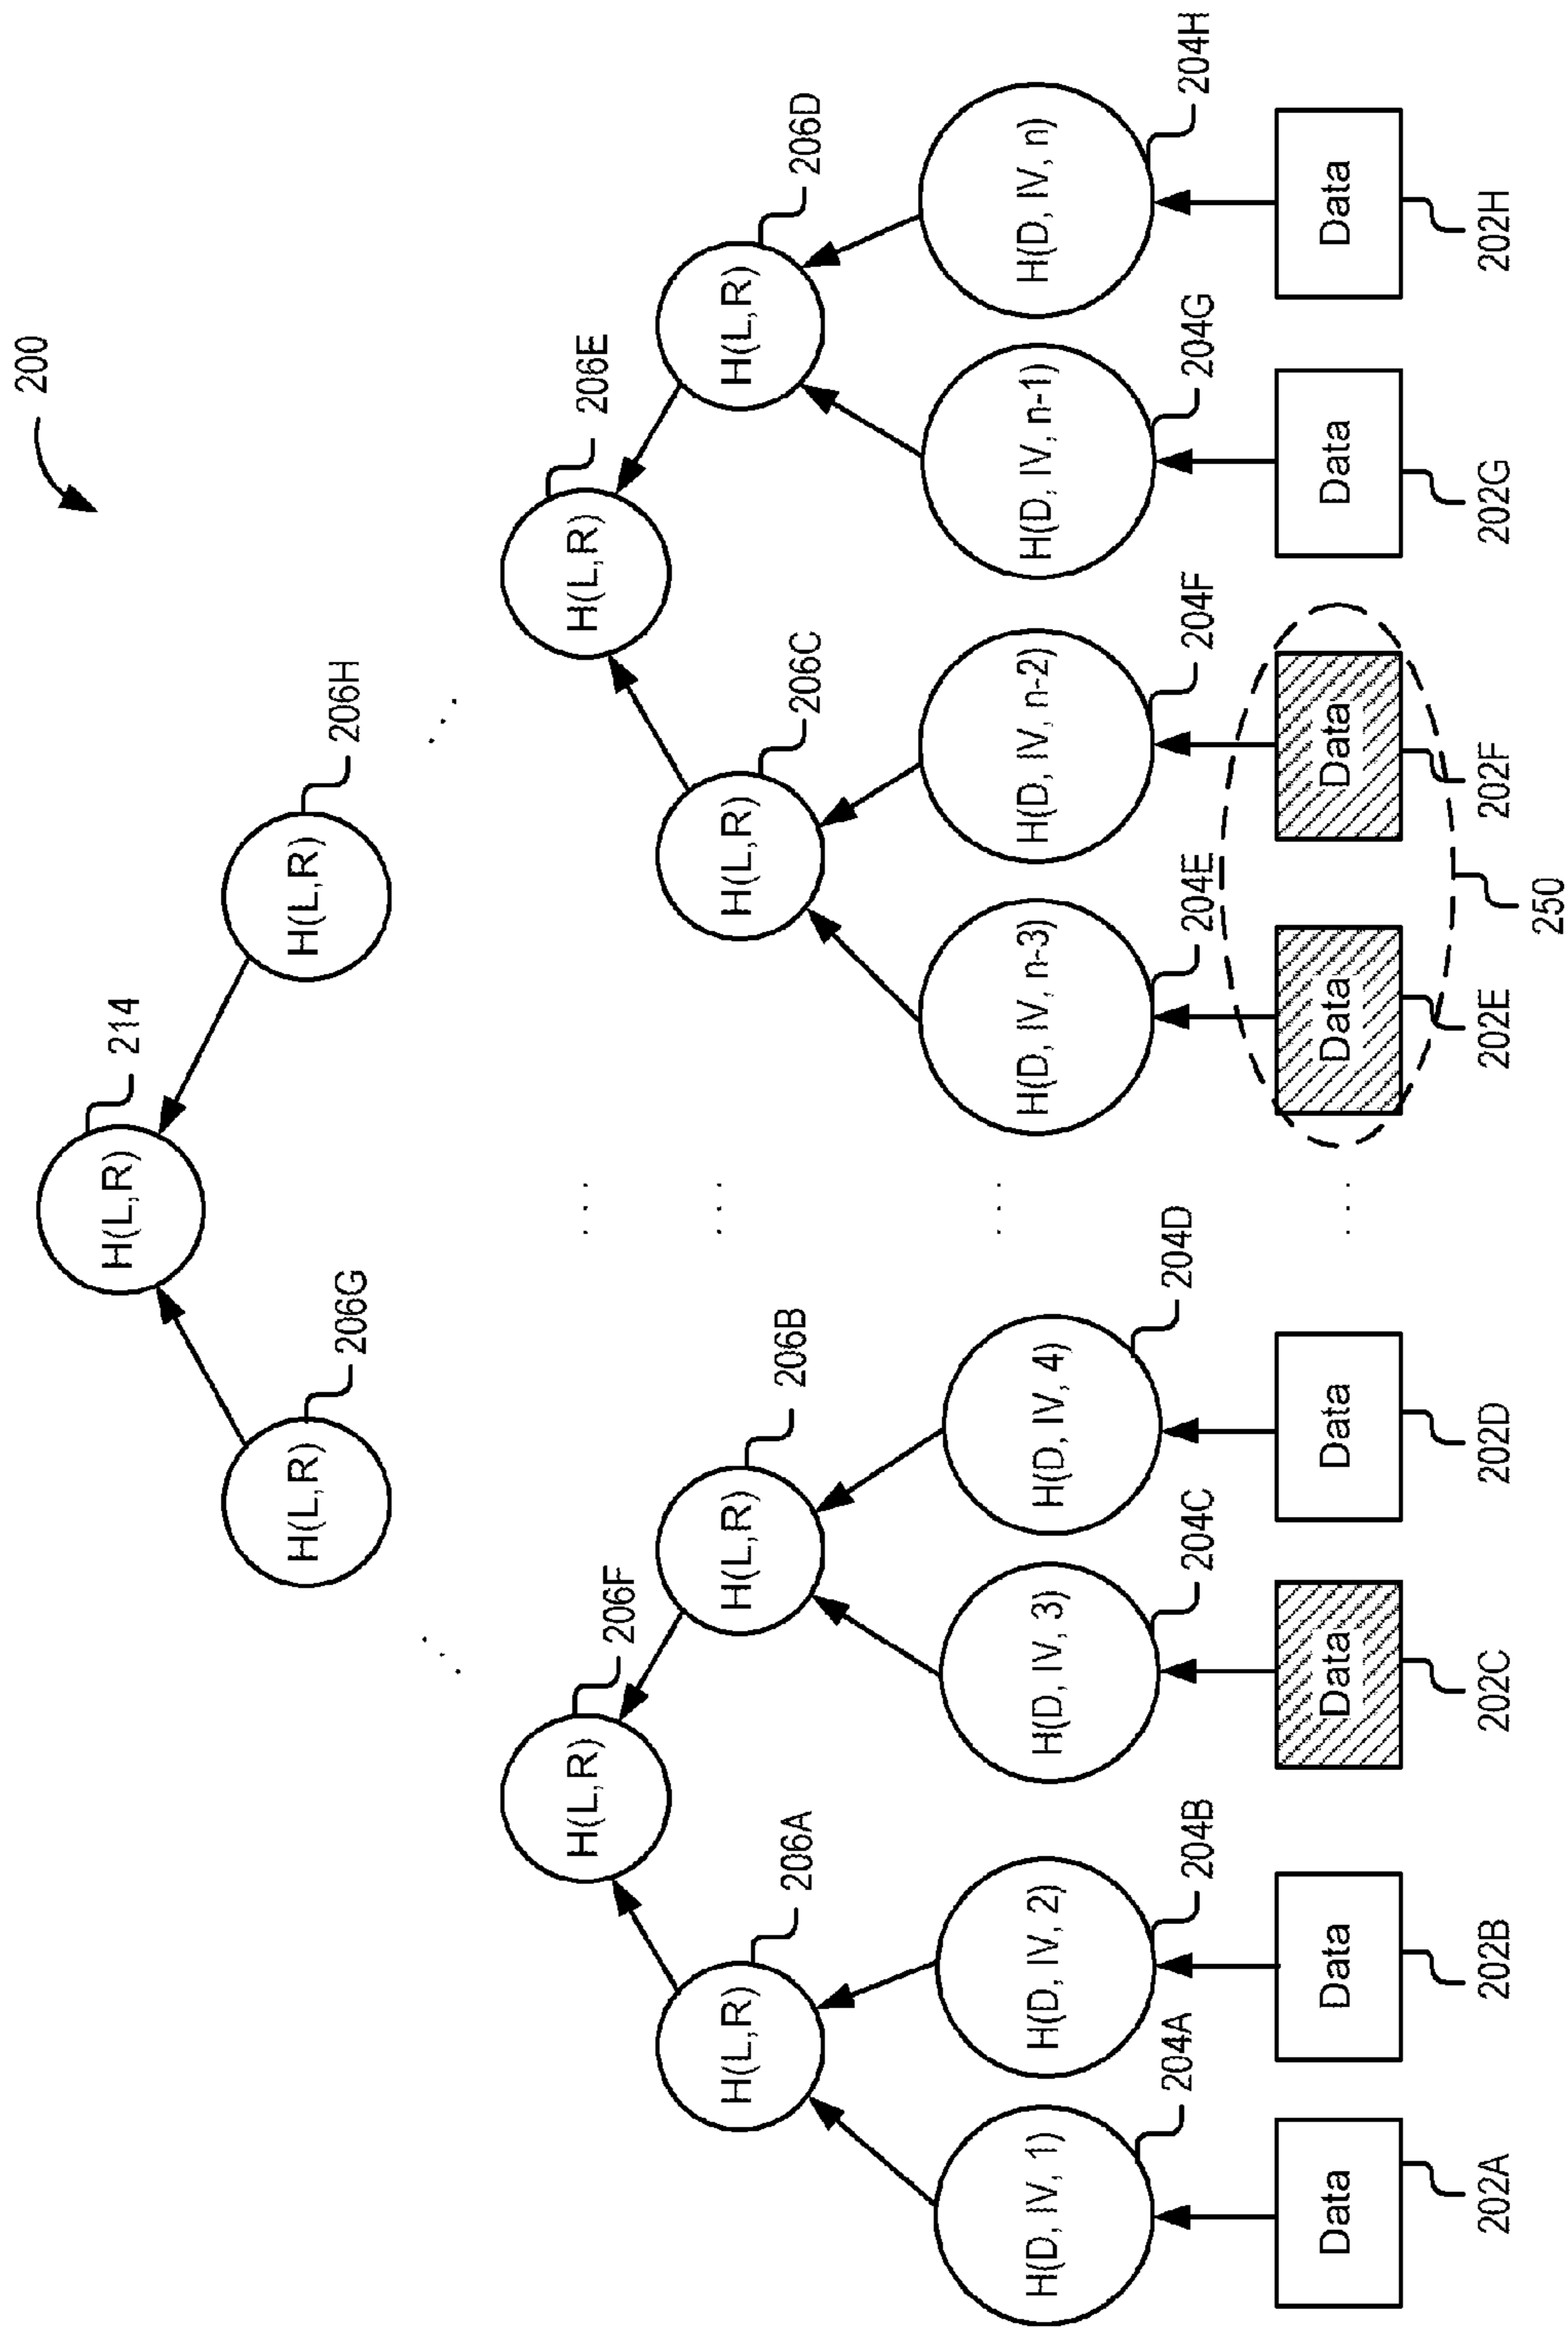 200
214
H(L,R)
206G
206H
H(L,R)
H(L,R)
. . .
. . .
206F
206E
H(L,R)
. . .
H(L,R)
206A
206B
206C
206D
H(L,R)
H(L,R)
. . .
H(L,R)
H(L,R)
204A
204B
204C
204D
204E
204F
204G
204H
H(D, IV, 1)
H(D, IV, 2)
H(D, IV, 3)
H(D, IV, 4)
. . .
H(D, IV, n-3)
H(D, IV, n-2)
H(D, IV, n-1)
H(D, IV, n)
Data
Data
Data
Data
. . .
Data
Data
Data
Data
202A
202B
202C
202D
202E
202F
202G
202H
250